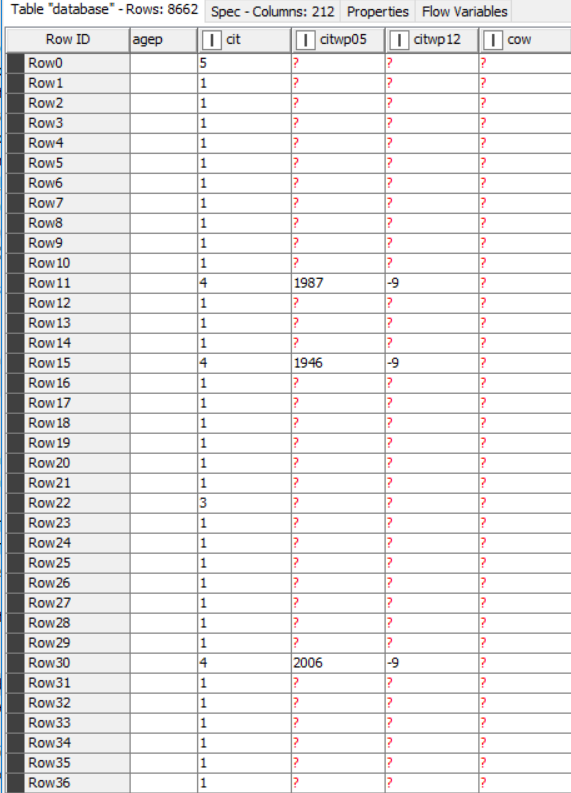 Table "database" - Rows: 8662 Spec - Columns: 212 Properties Flow Variables
Row ID agep I cit I citwp05 I citwp12 I cow
Row0 5 ? ? ?
Row1 1 ? ? ?
Row2 1 ? ? ?
Row3 1 ? ? ?
Row4 1 ? ? ?
Row5 1 ? ? ?
Row6 1 ? ? ?
Row7 1 ? ? ?
Row8 1 ? ? ?
Row9 1 ? ? ?
Row10 1 ? ? ?
Row11 4 1987 -9 ?
Row12 1 ? ? ?
Row13 1 ? ? ?
Row14 1 ? ? ?
Row15 4 1946 -9 ?
Row16 1 ? ? ?
Row17 1 ? ? ?
Row18 1 ? ? ?
Row19 1 ? ? ?
Row20 1 ? ? ?
Row21 1 ? ? ?
Row22 3 ? ? ?
Row23 1 ? ? ?
Row24 1 ? ? ?
Row25 1 ? ? ?
Row26 1 ? ? ?
Row27 1 ? ? ?
Row28 1 ? ? ?
Row29 1 ? ? ?
Row30 4 2006 -9 ?
Row31 1 ? ? ?
Row32 1 ? ? ?
Row33 1 ? ? ?
Row34 1 ? ? ?
Row35 1 ? ? ?
Row36 1 ? ? ?